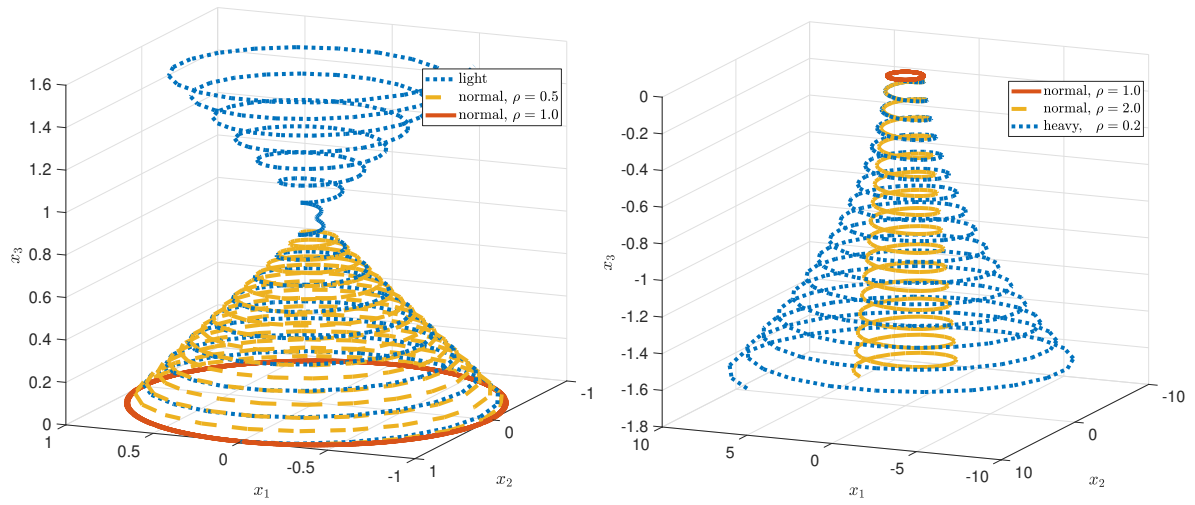 light
normal, ρ = 0.5
normal, ρ = 1.0
1.6
1.4
1.2
1
0.8
0.6
0.4
0.2
0
x₃
1
0.5
0
-0.5
-1
x₁
1
0
-1
x₂
normal, ρ = 1.0
normal, ρ = 2.0
heavy, ρ = 0.2
0
-0.2
-0.4
-0.6
-0.8
-1
-1.2
-1.4
-1.6
-1.8
x₃
10
5
0
-5
-10
x₁
10
0
-10
x₂